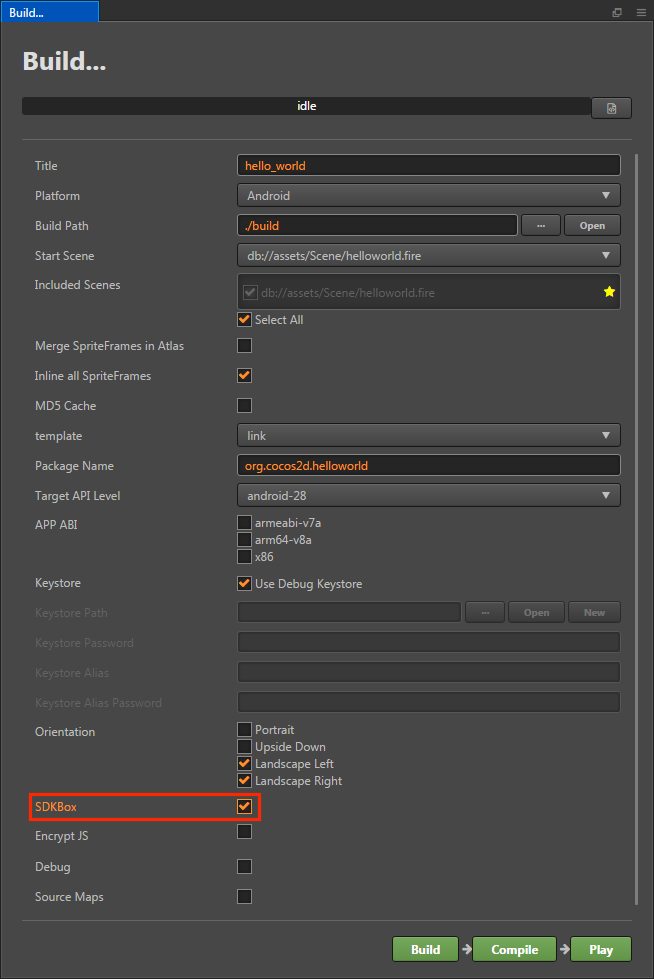 Build...
Build...
idle
Title hello_world
Platform Android
Build Path ./build ... Open
Start Scene db://assets/Scene/helloworld.fire
Included Scenes db://assets/Scene/helloworld.fire
Select All
Merge SpriteFrames in Atlas
Inline all SpriteFrames
MD5 Cache
template link
Package Name org.cocos2d.helloworld
Target API Level android-28
APP ABI armeabi-v7a
arm64-v8a
x86
Keystore Use Debug Keystore
Keystore Path ... Open New
Keystore Password
Keystore Alias
Keystore Alias Password
Orientation Portrait
Upside Down
Landscape Left
Landscape Right
SDKBox
Encrypt JS
Debug
Source Maps
Build Compile Play